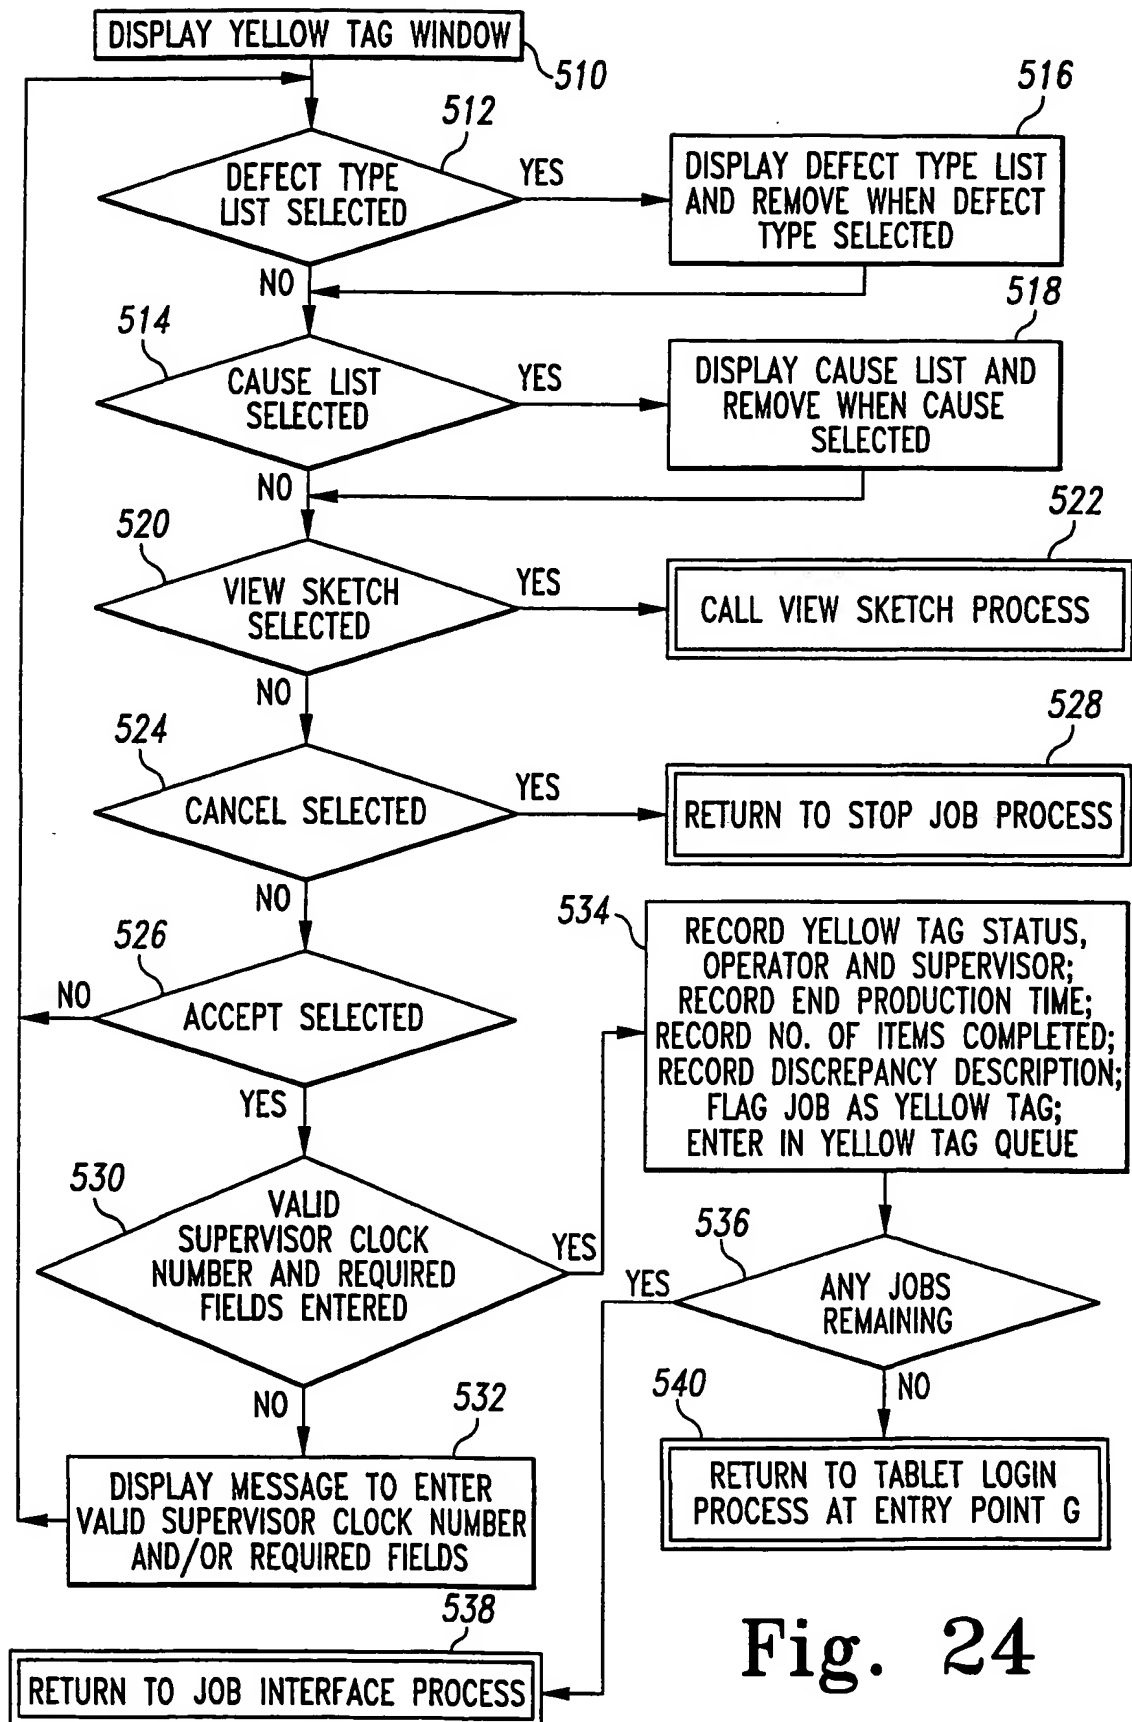 DISPLAY YELLOW TAG WINDOW
510
512
516
DEFECT TYPE
LIST SELECTED
YES
DISPLAY DEFECT TYPE LIST
AND REMOVE WHEN DEFECT
TYPE SELECTED
NO
514
518
CAUSE LIST
SELECTED
YES
DISPLAY CAUSE LIST AND
REMOVE WHEN CAUSE
SELECTED
NO
520
522
VIEW SKETCH
SELECTED
YES
CALL VIEW SKETCH PROCESS
NO
524
528
CANCEL SELECTED
YES
RETURN TO STOP JOB PROCESS
NO
526
NO
ACCEPT SELECTED
YES
534
RECORD YELLOW TAG STATUS,
OPERATOR AND SUPERVISOR;
RECORD END PRODUCTION TIME;
RECORD NO. OF ITEMS COMPLETED;
RECORD DISCREPANCY DESCRIPTION;
FLAG JOB AS YELLOW TAG;
ENTER IN YELLOW TAG QUEUE
530
VALID
SUPERVISOR CLOCK
NUMBER AND REQUIRED
FIELDS ENTERED
YES
536
YES
ANY JOBS
REMAINING
NO
NO
532
540
DISPLAY MESSAGE TO ENTER
VALID SUPERVISOR CLOCK NUMBER
AND/OR REQUIRED FIELDS
RETURN TO TABLET LOGIN
PROCESS AT ENTRY POINT G
538
RETURN TO JOB INTERFACE PROCESS
Fig. 24